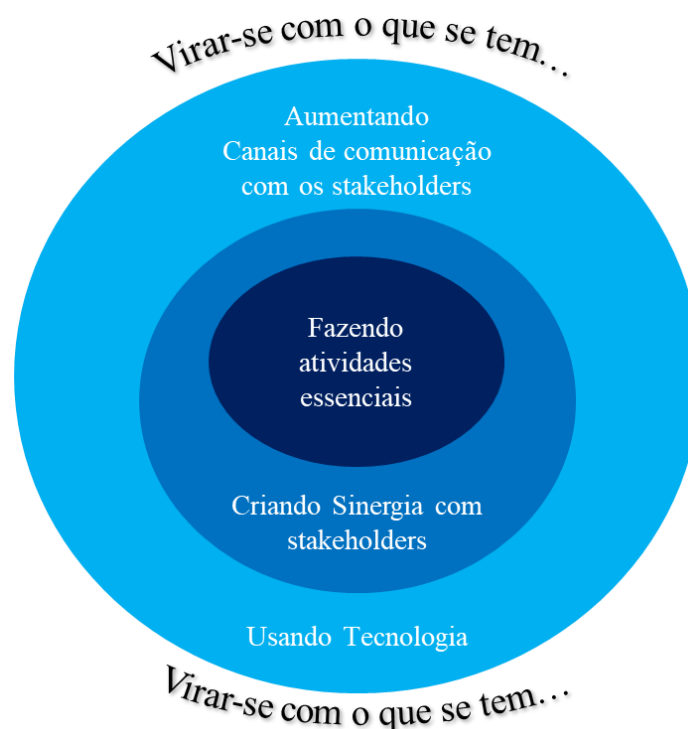 Virar-se com o que se tem…
Aumentando
Canais de comunicação
com os stakeholders
Fazendo
atividades
essenciais
Criando Sinergia com
stakeholders
Usando Tecnologia
Virar-se com o que se tem…